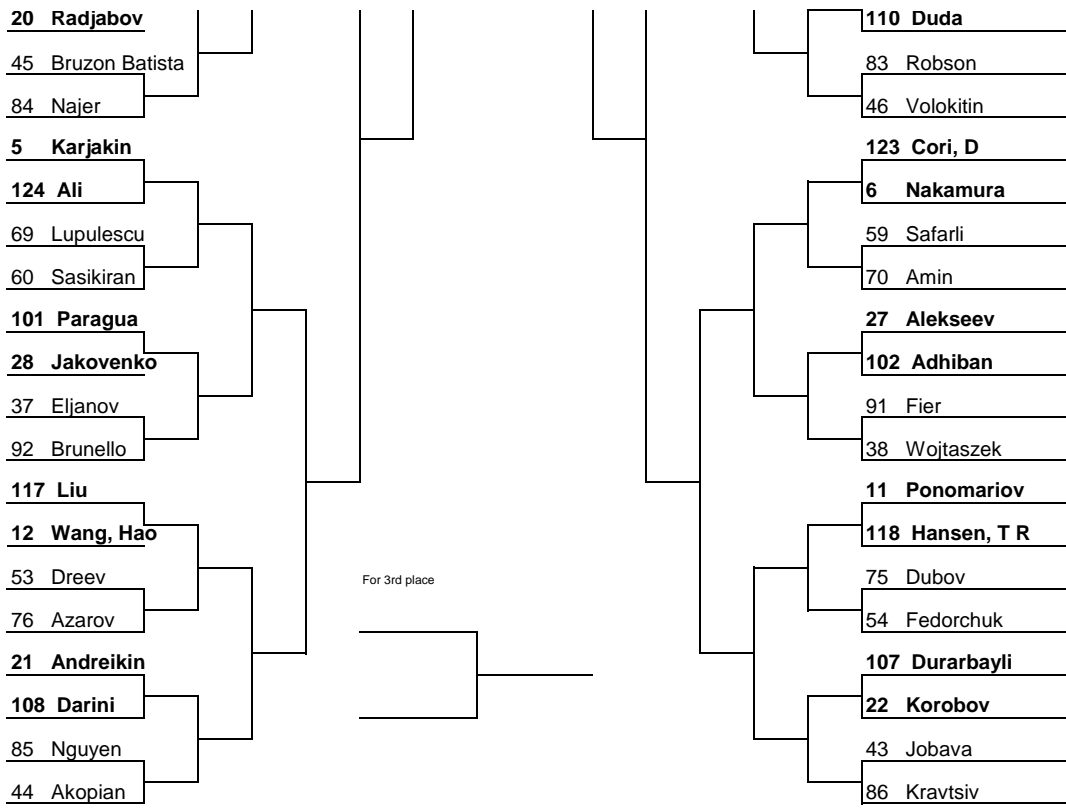 20 Radjabov
45 Bruzon Batista
84 Najer
5 Karjakin
124 Ali
69 Lupulescu
60 Sasikiran
101 Paragua
28 Jakovenko
37 Eljanov
92 Brunello
117 Liu
12 Wang, Hao
53 Dreev
76 Azarov
21 Andreikin
108 Darini
85 Nguyen
44 Akopian
For 3rd place
110 Duda
83 Robson
46 Volokitin
123 Cori, D
6 Nakamura
59 Safarli
70 Amin
27 Alekseev
102 Adhiban
91 Fier
38 Wojtaszek
11 Ponomariov
118 Hansen, T R
75 Dubov
54 Fedorchuk
107 Durarbayli
22 Korobov
43 Jobava
86 Kravtsiv